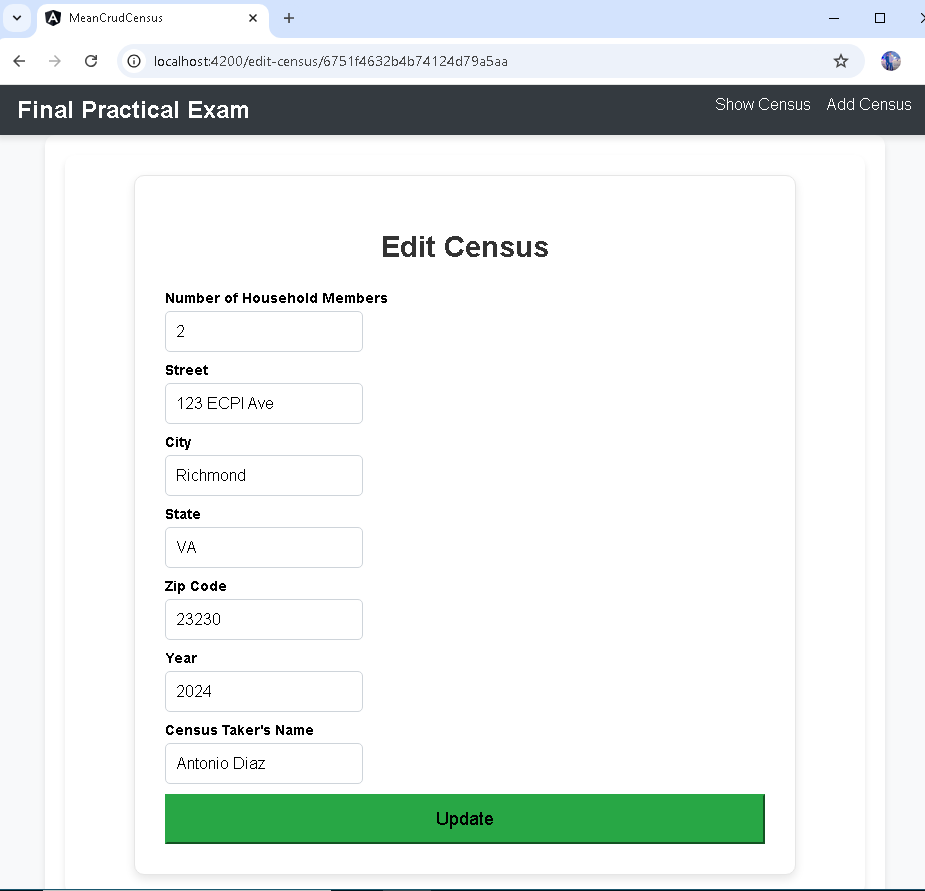 MeanCrudCensus
localhost:4200/edit-census/6751f4632b4b74124d79a5aa
Final Practical Exam
Show Census
Add Census
Edit Census
Number of Household Members
2
Street
123 ECPI Ave
City
Richmond
State
VA
Zip Code
23230
Year
2024
Census Taker's Name
Antonio Diaz
Update